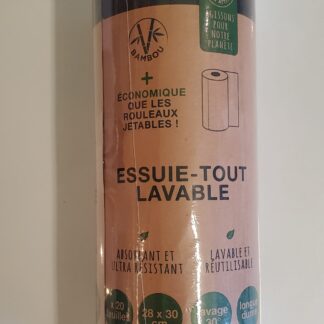 AGISSONS
POUR
NOTRE
PLANÈTE
BAMBOU
+
ÉCONOMIQUE
QUE LES
ROULEAUX
JETABLES !
ESSUIE-TOUT
LAVABLE
ABSORBANT ET
ULTRA RÉSISTANT
LAVABLE ET
RÉUTILISABLE
x 20
feuilles
28 x 30
cm
lavage
30°
longue
durée